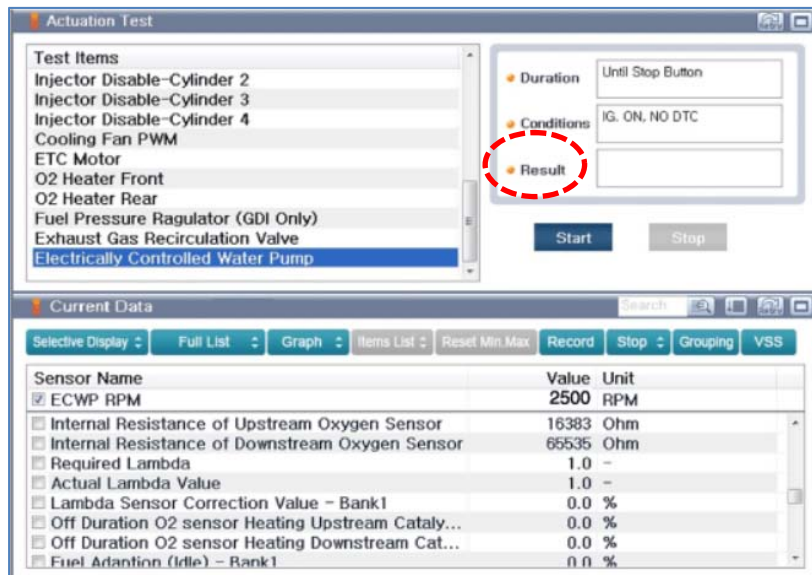 Actuation Test
Test Items
Injector Disable-Cylinder 2
Injector Disable-Cylinder 3
Injector Disable-Cylinder 4
Cooling Fan PWM
ETC Motor
O2 Heater Front
O2 Heater Rear
Fuel Pressure Ragulator (GDI Only)
Exhaust Gas Recirculation Valve
Electrically Controlled Water Pump
Duration Until Stop Button
Conditions IG. ON, NO DTC
Result
Start Stop
Current Data Search
Selective Display Full List Graph Items List Reset Min.Max Record Stop Grouping VSS
Sensor Name Value Unit
ECWP RPM 2500 RPM
Internal Resistance of Upstream Oxygen Sensor 16383 Ohm
Internal Resistance of Downstream Oxygen Sensor 65535 Ohm
Required Lambda 1.0 -
Actual Lambda Value 1.0 -
Lambda Sensor Correction Value - Bank1 0.0 %
Off Duration O2 sensor Heating Upstream Cataly... 0.0 %
Off Duration O2 sensor Heating Downstream Cat... 0.0 %
Fuel Adaption (Idle) - Bank1 0.0 %